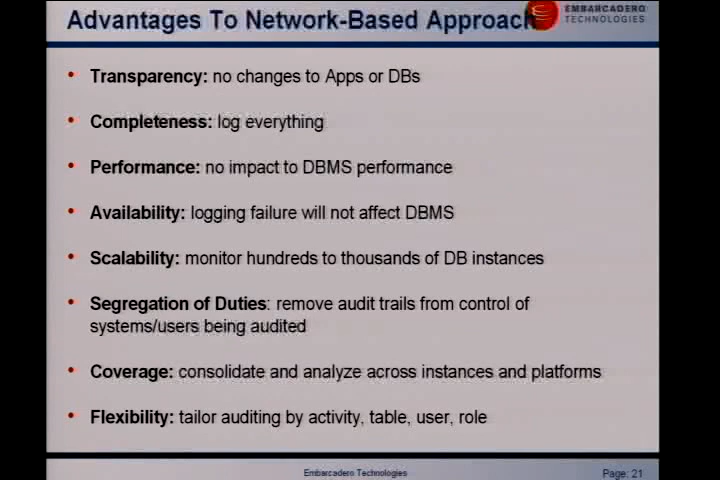 Advantages To Network-Based Approach
EMBARCADERO
TECHNOLOGIES
• Transparency: no changes to Apps or DBs
• Completeness: log everything
• Performance: no impact to DBMS performance
• Availability: logging failure will not affect DBMS
• Scalability: monitor hundreds to thousands of DB instances
• Segregation of Duties: remove audit trails from control of
systems/users being audited
• Coverage: consolidate and analyze across instances and platforms
• Flexibility: tailor auditing by activity, table, user, role
Embarcadero Technologies
Page: 21